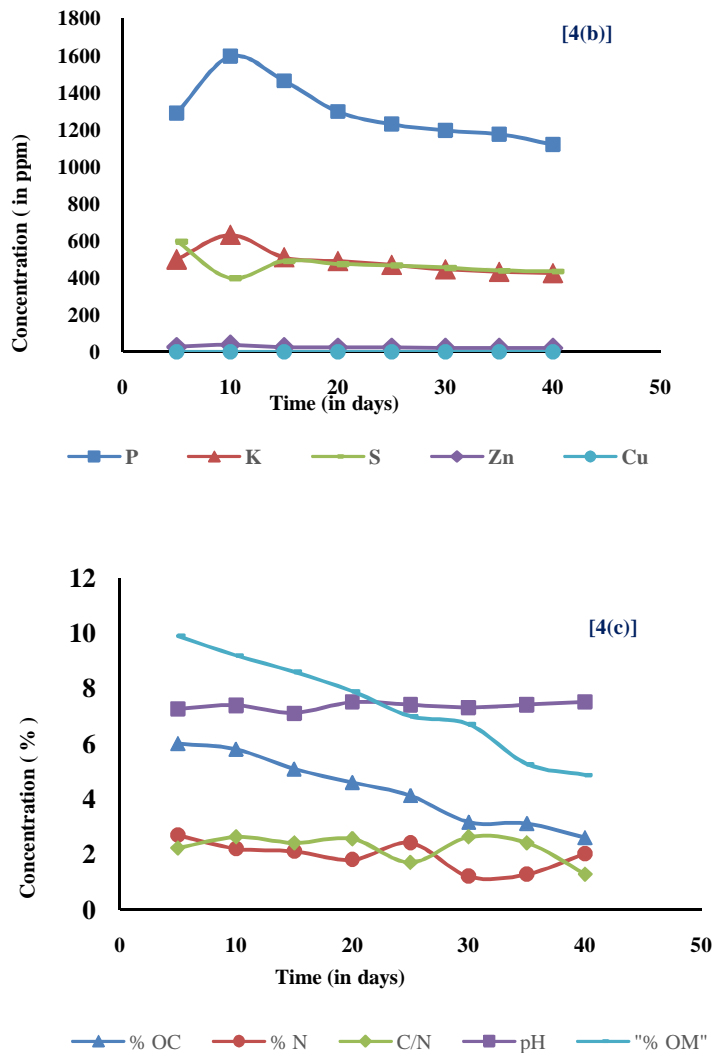 [4(b)]
1800
1600
1400
1200
1000
800
600
400
200
0
Concentration ( in ppm)
0 10 20 30 40 50
Time (in days)
P K S Zn Cu
[4(c)]
12
10
8
6
4
2
0
Concentration ( % )
0 10 20 30 40 50
Time (in days)
% OC % N C/N pH "% OM"